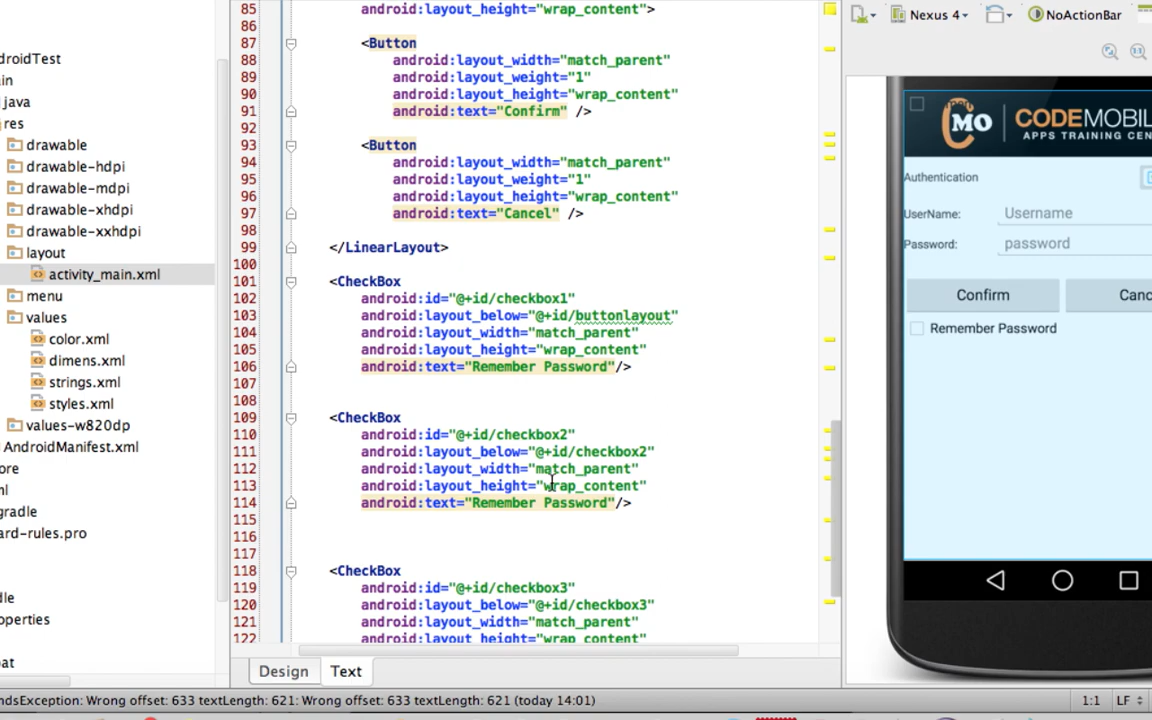 droidTest
ain
java
res
drawable
drawable-hdpi
drawable-mdpi
drawable-xhdpi
drawable-xxhdpi
layout
activity_main.xml
menu
values
color.xml
dimens.xml
strings.xml
styles.xml
values-w820dp
AndroidManifest.xml
ore
ml
gradle
ard-rules.pro
dle
roperties
bat
85 android:layout_height="wrap_content">
86
87 <Button
88 android:layout_width="match_parent"
89 android:layout_weight="1"
90 android:layout_height="wrap_content"
91 android:text="Confirm" />
92
93 <Button
94 android:layout_width="match_parent"
95 android:layout_weight="1"
96 android:layout_height="wrap_content"
97 android:text="Cancel" />
98
99 </LinearLayout>
100
101 <CheckBox
102 android:id="@+id/checkbox1"
103 android:layout_below="@+id/buttonlayout"
104 android:layout_width="match_parent"
105 android:layout_height="wrap_content"
106 android:text="Remember Password"/>
107
108
109 <CheckBox
110 android:id="@+id/checkbox2"
111 android:layout_below="@+id/checkbox2"
112 android:layout_width="match_parent"
113 android:layout_height="wrap_content"
114 android:text="Remember Password"/>
115
116
117
118 <CheckBox
119 android:id="@+id/checkbox3"
120 android:layout_below="@+id/checkbox3"
121 android:layout_width="match_parent"
122 android:layout_height="wrap_content"
Design Text
Nexus 4 NoActionBar
MO CODEMOBIL
APPS TRAINING CEN
Authentication
UserName: Username
Password: password
Confirm Canc
Remember Password
ndsException: Wrong offset: 633 textLength: 621: Wrong offset: 633 textLength: 621 (today 14:01) 1:1 LF